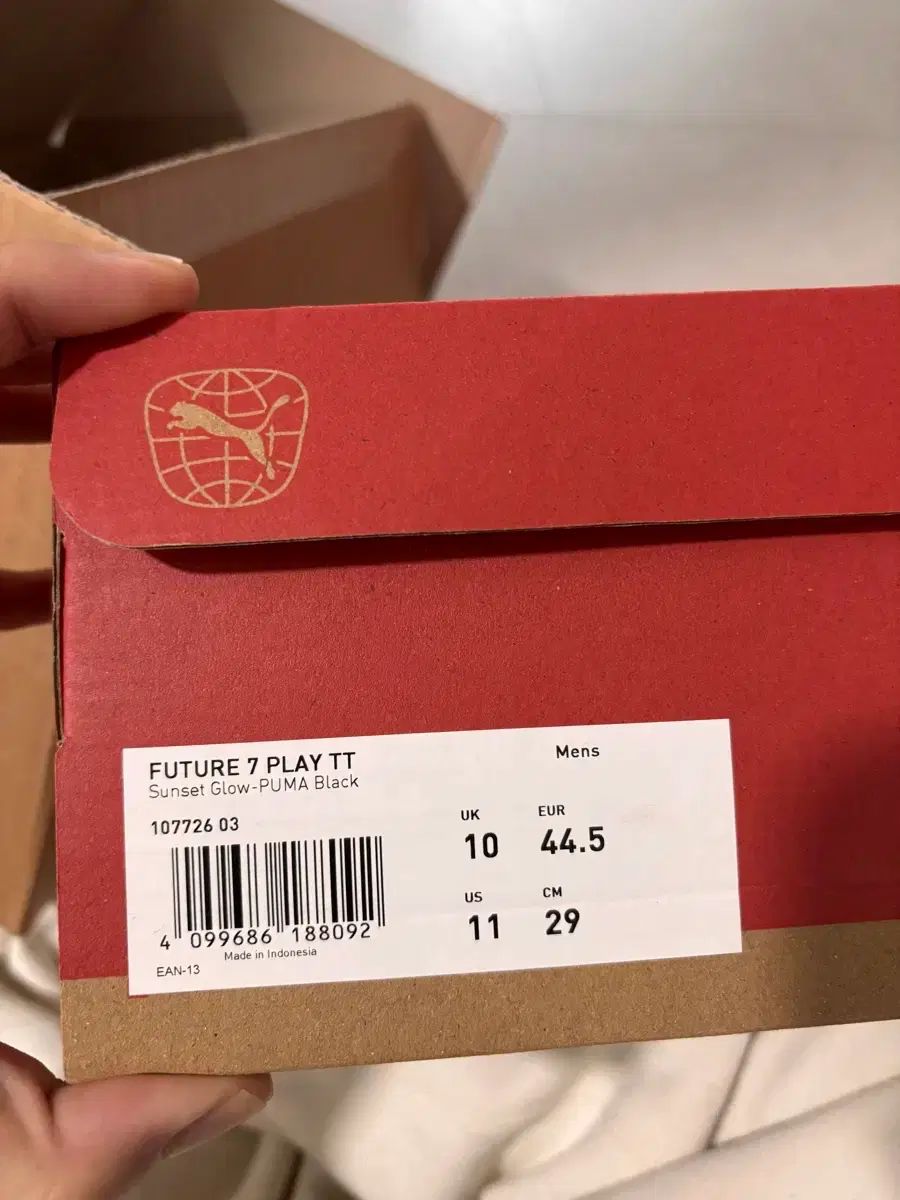 FUTURE 7 PLAY TT
Sunset Glow-PUMA Black
Mens
107726 03
UK
10
EUR
44.5
US
11
CM
29
4 099686 188092
Made in Indonesia
EAN-13